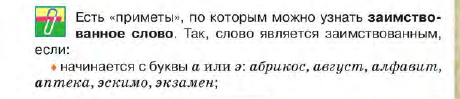 Есть «приметы», по которым можно узнать заимство-
ванное слово. Так, слово является заимствованным,
если:
♦ начинается с буквы а или э: абрикос, август, алфавит,
аптека, эскимо, экзамен;